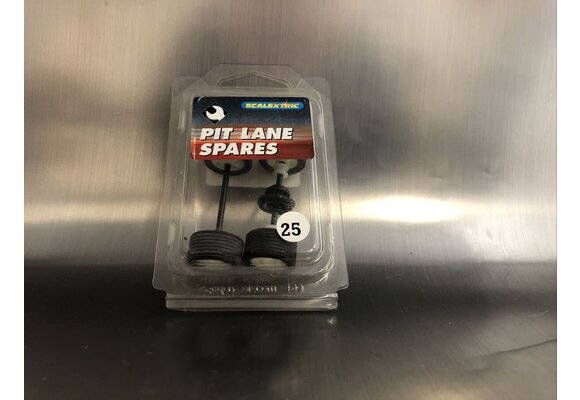 SCALEXTRIC
PIT LANE
SPARES
25